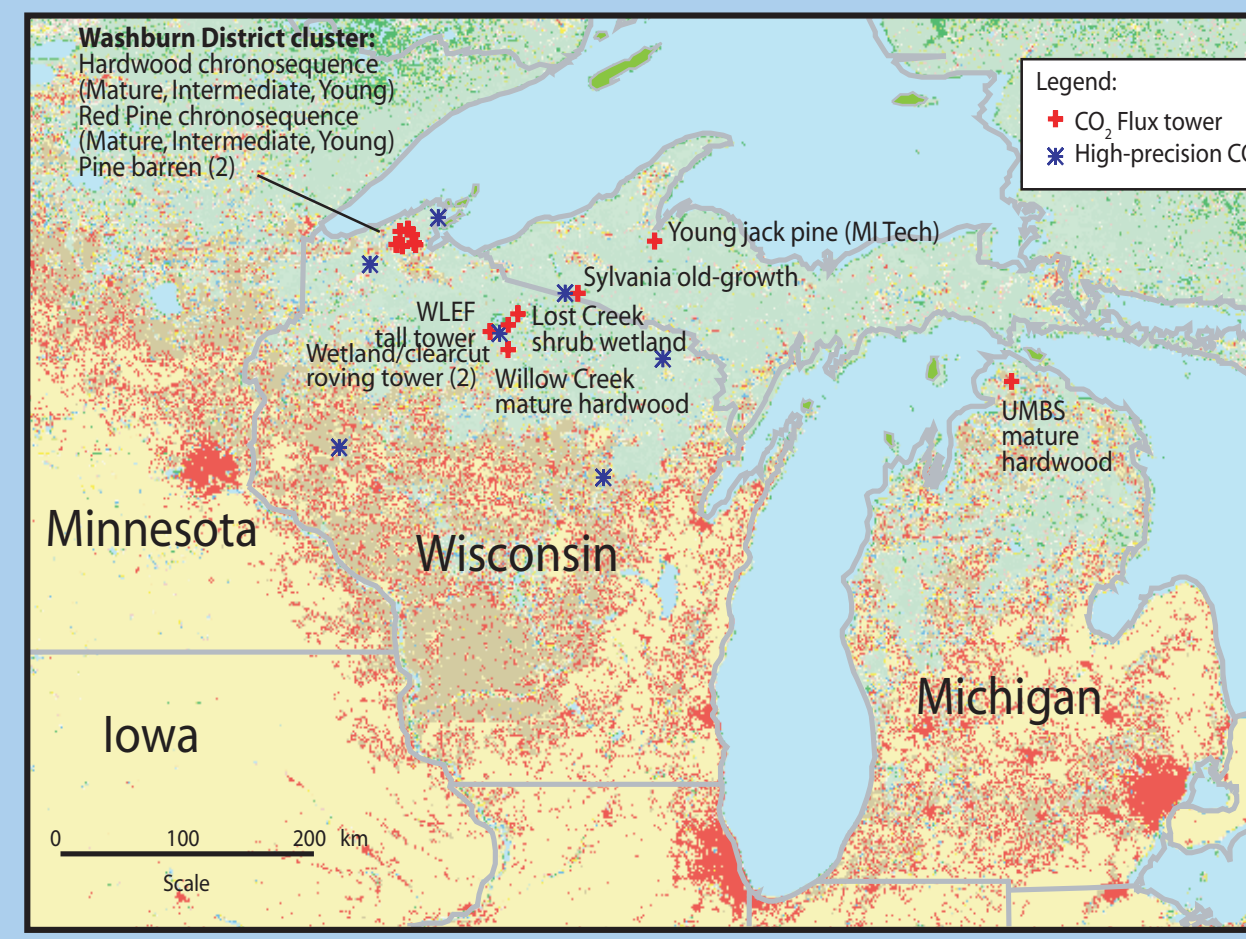 Washburn District cluster:
Hardwood chronosequence
(Mature, Intermediate, Young)
Red Pine chronosequence
(Mature, Intermediate, Young)
Pine barren (2)
Legend:
CO2 Flux tower
High-precision
Young jack pine (MI Tech)
Sylvania old-growth
WLEF
tall tower
Lost Creek
shrub wetland
Wetland/clearcut
roving tower (2)
Willow Creek
mature hardwood
UMBS
mature
hardwood
Minnesota
Wisconsin
Michigan
Iowa
0 100 200 km
Scale